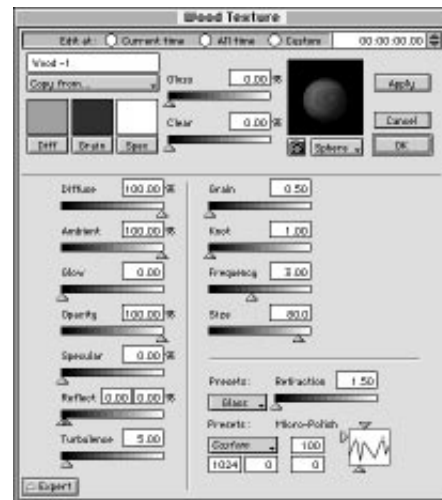 Wood Texture
Edit at: Current time All time Custom 00:00:00.00
Wood -1
Copy from...
Gloss 0.00 %
Clear 0.00 %
Apply
Cancel
OK
Diff Grain Spec
Sphere
Diffuse 100.00 %
Ambient 100.00 %
Glow 0.00
Opacity 100.00 %
Specular 0.00
Reflect 0.00 0.00 %
Turbulence 5.00
Grain 0.50
Knot 1.00
Frequency 3.00
Size 80.0
Presets: Refraction 1.50
Glass
Presets: Micro-Polish
Custom 100
1024 0 0
Expert